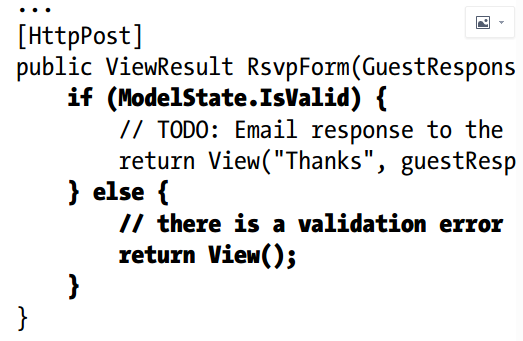 ...
[HttpPost]
public ViewResult RsvpForm(GuestRespons
if (ModelState.IsValid) {
// TODO: Email response to the
return View("Thanks", guestResp
} else {
// there is a validation error
return View();
}
}